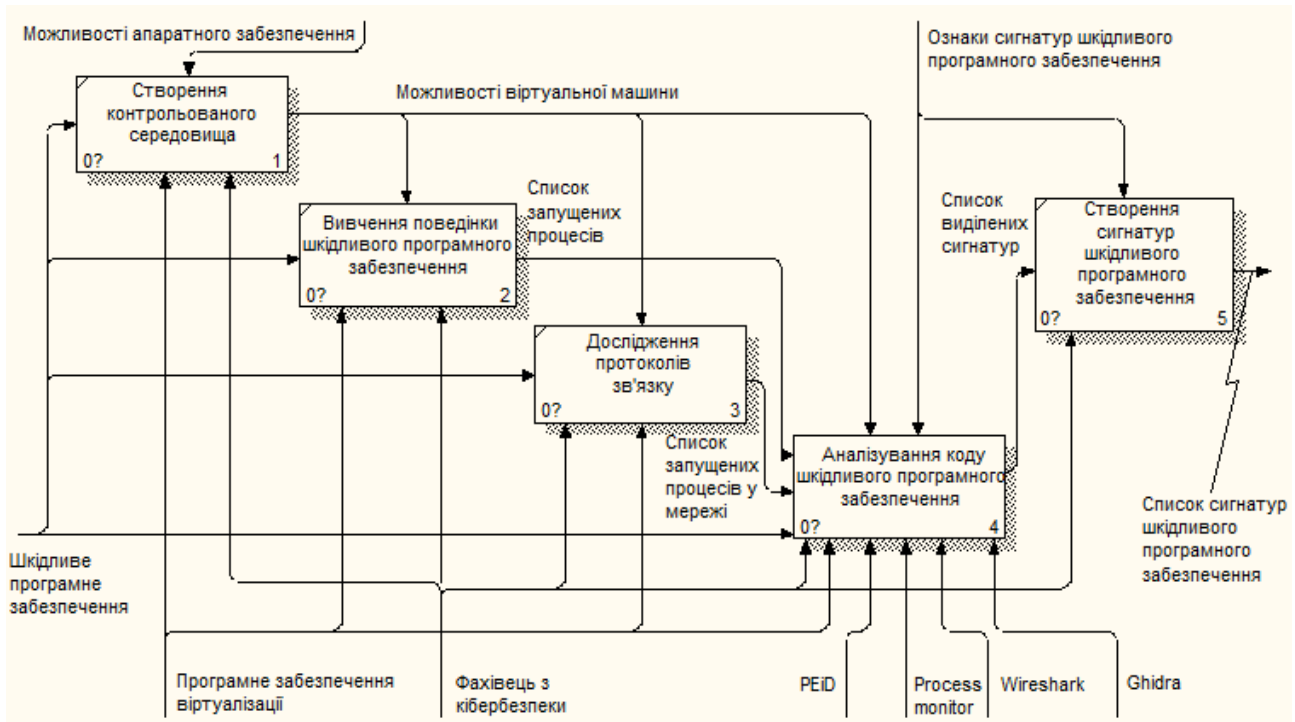 Можливості апаратного забезпечення
Ознаки сигнатур шкідливого
програмного забезпечення
Створення
контрольованого
середовища
0?
1
Можливості віртуальної машини
Список
запущених
процесів
Вивчення поведінки
шкідливого програмного
забезпечення
0?
2
Список
виділених
сигнатур
Створення
сигнатур
шкідливого
програмного
забезпечення
0?
5
Дослідження
протоколів
зв'язку
0?
3
Список
запущених
процесів у
мережі
Аналізування коду
шкідливого програмного
забезпечення
0?
4
Список сигнатур
шкідливого
програмного
забезпечення
Шкідливе
програмне
забезпечення
Програмне забезпечення
віртуалізації
Фахівець з
кібербезпеки
PEiD
Process
monitor
Wireshark
Ghidra